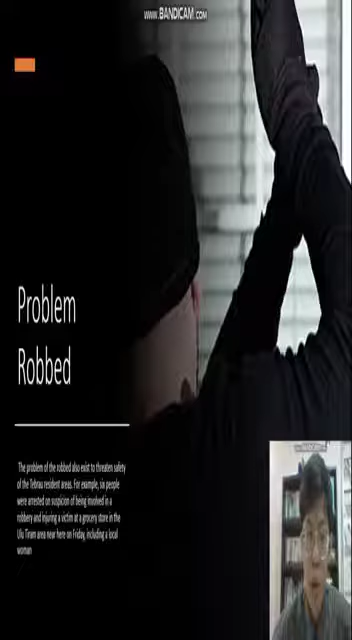 www.BANDICAM.COM
Problem
Robbed
The problem of the robbed also exist to threaten safety
of the Tebrau resident areas. For example, six people
were arrested on suspicion of being involved in a
robbery and injuring a victim at a grocery store in the
Ulu Tiram area near here on Friday, including a local
woman